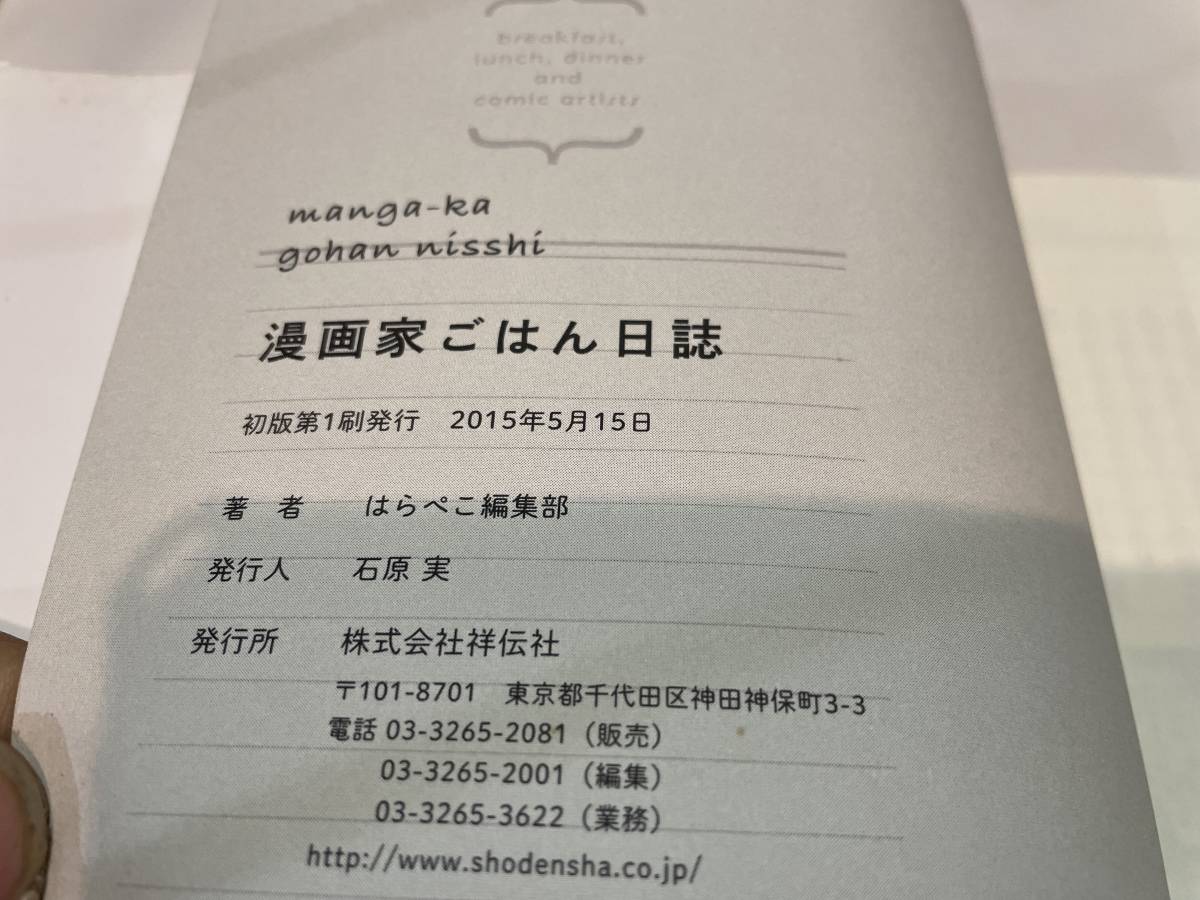 breakfast,
lunch, dinner
and
comic artists
manga-ka
gohan nisshi
漫画家ごはん日誌
初版第1刷発行　2015年5月15日
著　者　　はらぺこ編集部
発行人　　石原 実
発行所　　株式会社祥伝社
〒101-8701　東京都千代田区神田神保町3-3
電話 03-3265-2081（販売）
03-3265-2001（編集）
03-3265-3622（業務）
http://www.shodensha.co.jp/